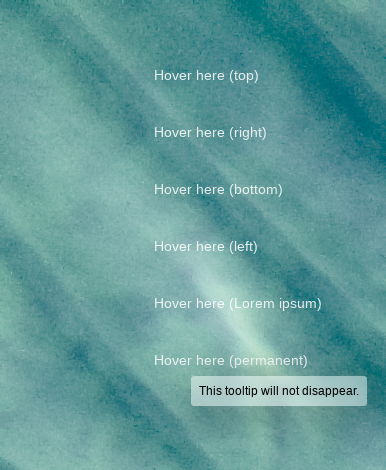 Hover here (top)
Hover here (right)
Hover here (bottom)
Hover here (left)
Hover here (Lorem ipsum)
Hover here (permanent)
This tooltip will not disappear.